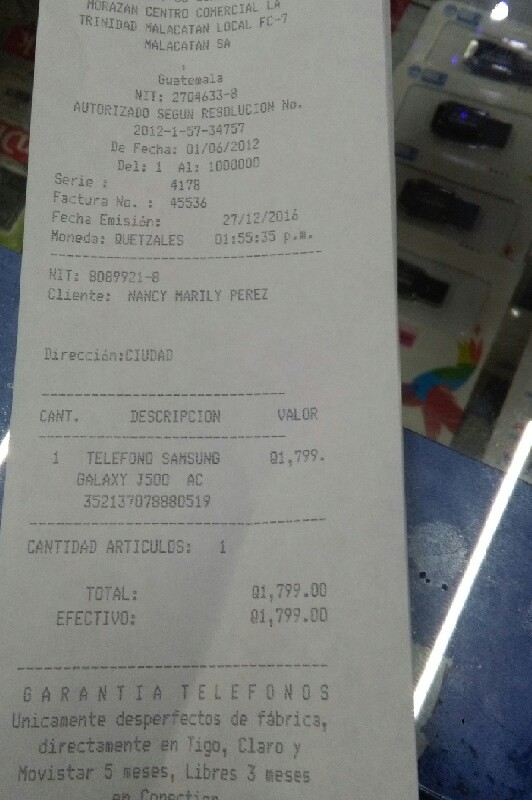 MORAZAN CENTRO COMERCIAL LA
TRINIDAD MALACATAN LOCAL FC-7
MALACATAN SA
,
Guatemala
NIT: 2704633-8
AUTORIZADO SEGUN RESOLUCION No.
2012-1-57-34757
De Fecha: 01/06/2012
Del: 1 Al: 1000000
Serie : 4178
Factura No. : 45536
Fecha Emisión: 27/12/2016
Moneda: QUETZALES 01:55:35 p.m.
NIT: 8089921-8
Cliente: NANCY MARILY PEREZ
Dirección:CIUDAD
CANT. DESCRIPCION VALOR
1 TELEFONO SAMSUNG Q1,799.
GALAXY J500 AC
352137078880519
CANTIDAD ARTICULOS: 1
TOTAL: Q1,799.00
EFECTIVO: Q1,799.00
GARANTIA TELEFONOS
Unicamente desperfectos de fábrica,
directamente en Tigo, Claro y
Movistar 5 meses, Libres 3 meses
en